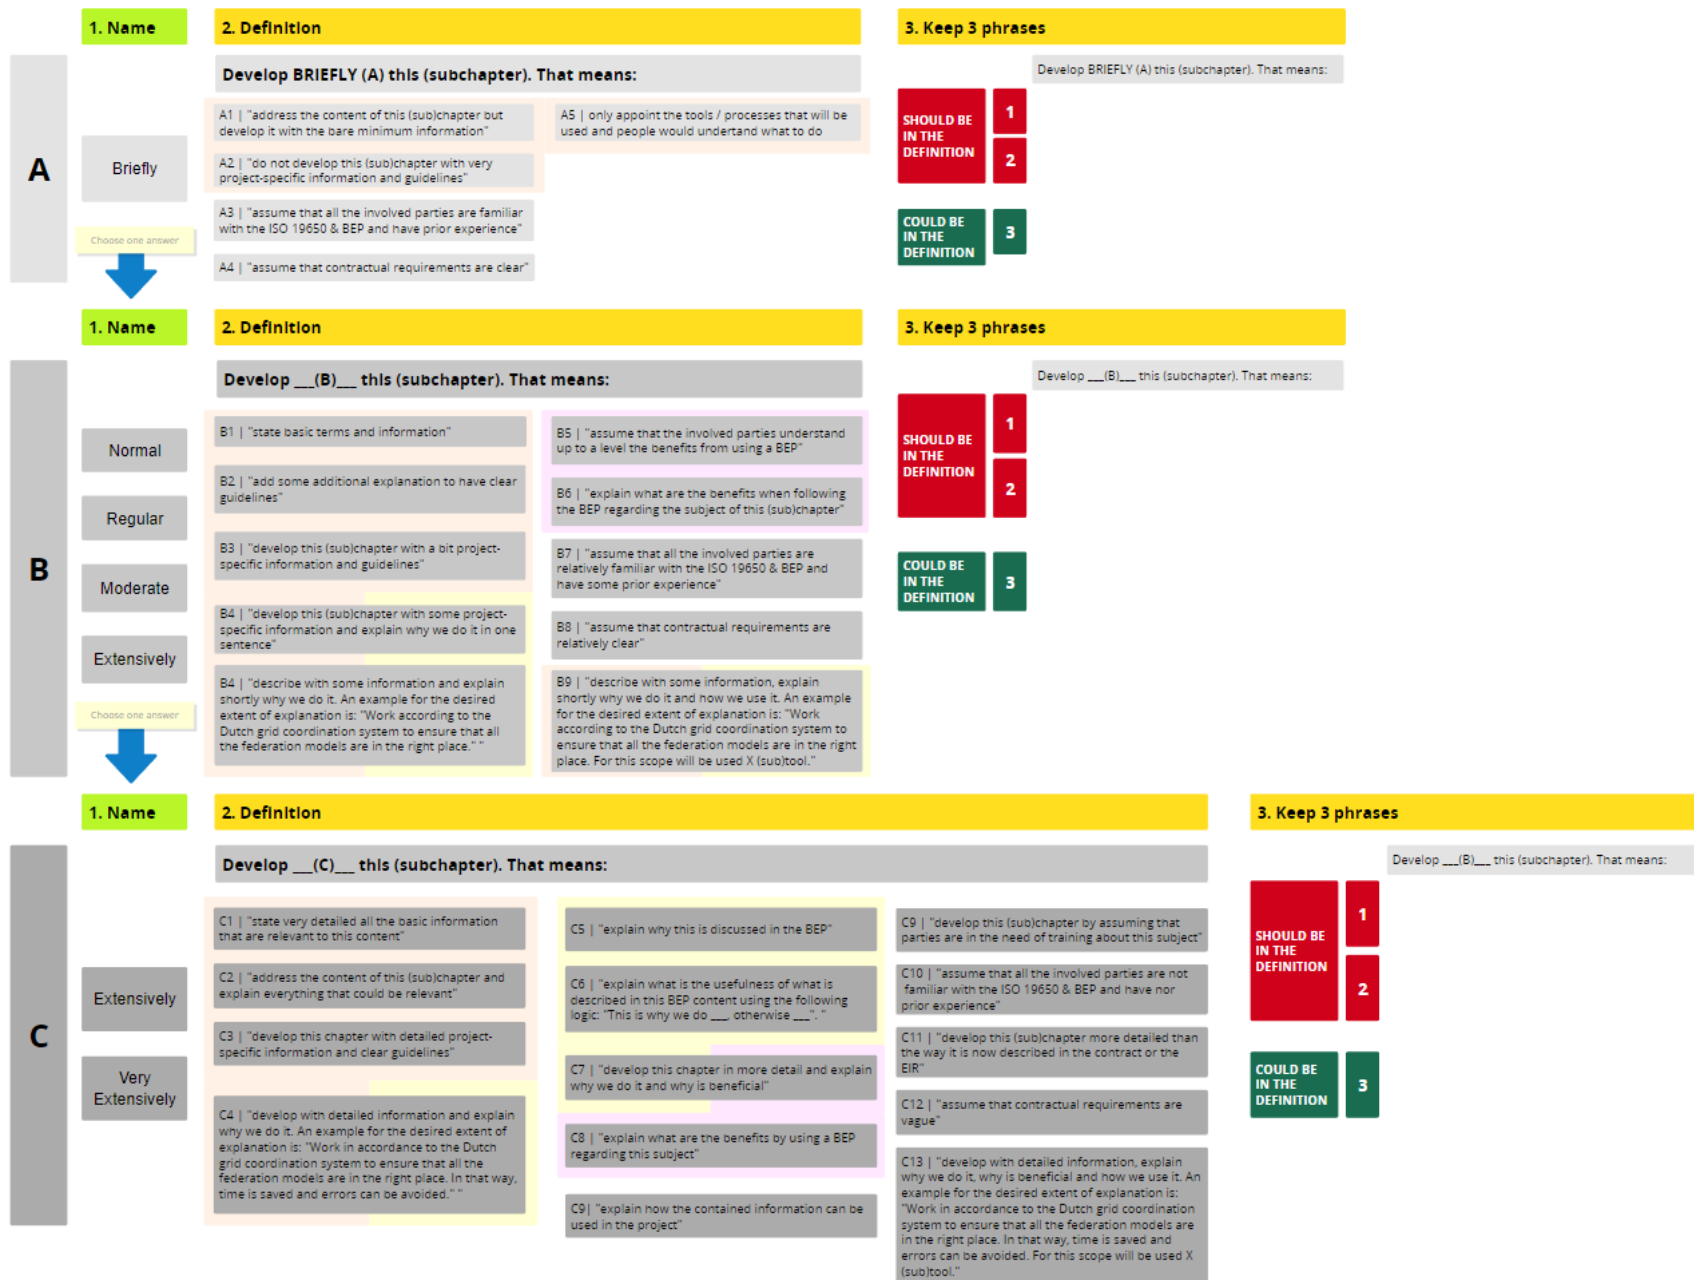 1. Name
2. Definition
3. Keep 3 phrases
A
Develop BRIEFLY (A) this (subchapter). That means:
Develop BRIEFLY (A) this (subchapter). That means:
Briefly
Choose one answer
A1 | "address the content of this (sub)chapter but
develop it with the bare minimum information"
A2 | "do not develop this (sub)chapter with very
project-specific information and guidelines"
A3 | "assume that all the involved parties are familiar
with the ISO 19650 & BEP and have prior experience"
A4 | "assume that contractual requirements are clear"
A5 | only appoint the tools / processes that will be
used and people would undertand what to do
SHOULD BE
IN THE
DEFINITION
1
2
COULD BE
IN THE
DEFINITION
3
1. Name
2. Definition
3. Keep 3 phrases
B
Develop ___(B)___ this (subchapter). That means:
Develop ___(B)___ this (subchapter). That means:
Normal
Regular
Moderate
Extensively
Choose one answer
B1 | "state basic terms and information"
B2 | "add some additional explanation to have clear
guidelines"
B3 | "develop this (sub)chapter with a bit project-
specific information and guidelines"
B4 | "develop this (sub)chapter with some project-
specific information and explain why we do it in one
sentence"
B4 | "describe with some information and explain
shortly why we do it. An example for the desired
extent of explanation is: "Work according to the
Dutch grid coordination system to ensure that all
the federation models are in the right place." "
B5 | "assume that the involved parties understand
up to a level the benefits from using a BEP"
B6 | "explain what are the benefits when following
the BEP regarding the subject of this (sub)chapter"
B7 | "assume that all the involved parties are
relatively familiar with the ISO 19650 & BEP and
have some prior experience"
B8 | "assume that contractual requirements are
relatively clear"
B9 | "describe with some information, explain
shortly why we do it and how we use it. An example
for the desired extent of explanation is: "Work
according to the Dutch grid coordination system to
ensure that all the federation models are in the right
place. For this scope will be used X (sub)tool."
SHOULD BE
IN THE
DEFINITION
1
2
COULD BE
IN THE
DEFINITION
3
1. Name
2. Definition
3. Keep 3 phrases
C
Develop ___(C)___ this (subchapter). That means:
Develop ___(B)___ this (subchapter). That means:
Extensively
Very
Extensively
C1 | "state very detailed all the basic information
that are relevant to this content"
C2 | "address the content of this (sub)chapter and
explain everything that could be relevant"
C3 | "develop this chapter with detailed project-
specific information and clear guidelines"
C4 | "develop with detailed information and explain
why we do it. An example for the desired extent of
explanation is: "Work in accordance to the Dutch
grid coordination system to ensure that all the
federation models are in the right place. In that way,
time is saved and errors can be avoided." "
C5 | "explain why this is discussed in the BEP"
C6 | "explain what is the usefulness of what is
described in this BEP content using the following
logic: "This is why we do ___, otherwise ___". "
C7 | "develop this chapter in more detail and explain
why we do it and why is beneficial"
C8 | "explain what are the benefits by using a BEP
regarding this subject"
C9| "explain how the contained information can be
used in the project"
C9 | "develop this (sub)chapter by assuming that
parties are in the need of training about this subject"
C10 | "assume that all the involved parties are not
familiar with the ISO 19650 & BEP and have nor
prior experience"
C11 | "develop this (sub)chapter more detailed than
the way it is now described in the contract or the
EIR"
C12 | "assume that contractual requirements are
vague"
C13 | "develop with detailed information, explain
why we do it, why is beneficial and how we use it. An
example for the desired extent of explanation is:
"Work in accordance to the Dutch grid coordination
system to ensure that all the federation models are
in the right place. In that way, time is saved and
errors can be avoided. For this scope will be used X
(sub)tool."
SHOULD BE
IN THE
DEFINITION
1
2
COULD BE
IN THE
DEFINITION
3